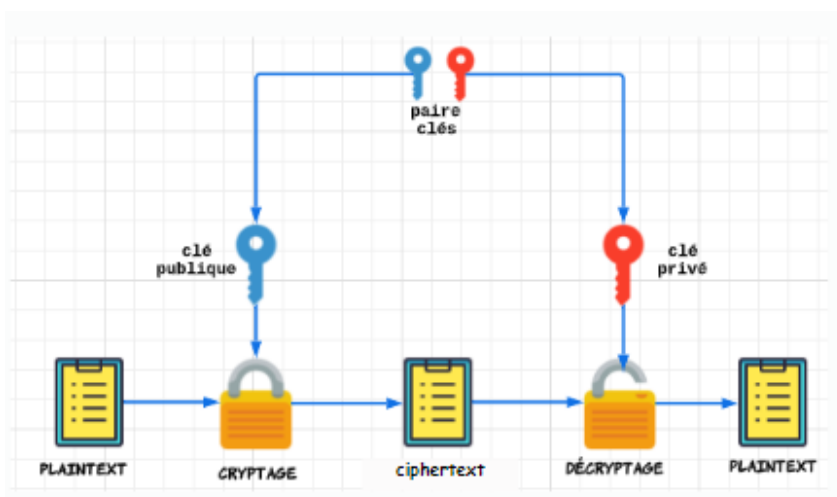 paire
clés
clé
publique
clé
privé
PLAINTEXT
CRYPTAGE
ciphertext
DÉCRYPTAGE
PLAINTEXT